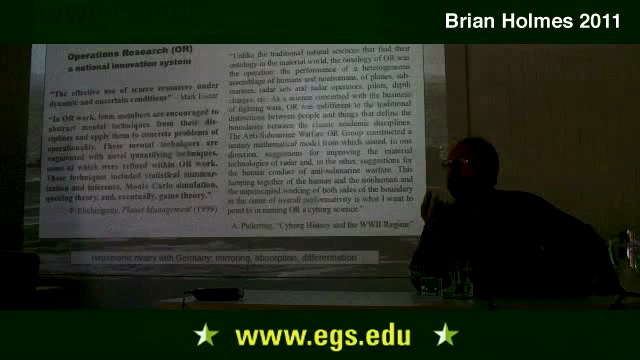 Brian Holmes 2011
Operations Research (OR)
a national innovation system
"The effective use of scarce resources under
dynamic and uncertain conditions" – Mark Eisner
"In OR work, team members are encouraged to
abstract mental techniques from their dis-
ciplines and apply them to concrete problems of
operationality. These mental techniques are
augmented with novel quantifying techniques,
some of which were refined within OR work.
These techniques included statistical summar-
ization and inference, Monte Carlo simulation,
queuing theory, and, eventually, game theory."
P. Elichirigoity, Planet Management (1999)
"Unlike the traditional natural sciences that find their
ontology in the material world, the ontology of OR was
the operation: the performance of a heterogeneous
assemblage of humans and nonhumans, of planes, sub-
marines, radar sets and radar operators, pilots, depth
charges, etc. As a science concerned with the business
of fighting wars, OR was indifferent to the traditional
distinctions between people and things that define the
boundaries between the classic academic disciplines.
The Anti-Submarine Warfare OR Group constructed a
unitary mathematical model from which issued, in one
direction, suggestions for improving the material
technologies of radar and, in the other, suggestions for
the human conduct of anti-submarine warfare. This
lumping together of the human and the nonhuman and
the unprincipled working of both sides of the boundary
in the name of overall performativity is what I want to
point to in naming OR a cyborg science."
A. Pickering, "Cyborg History and the WWII Regime"
Hegemonic rivalry with Germany: mirroring, absorption, differentiation
www.egs.edu